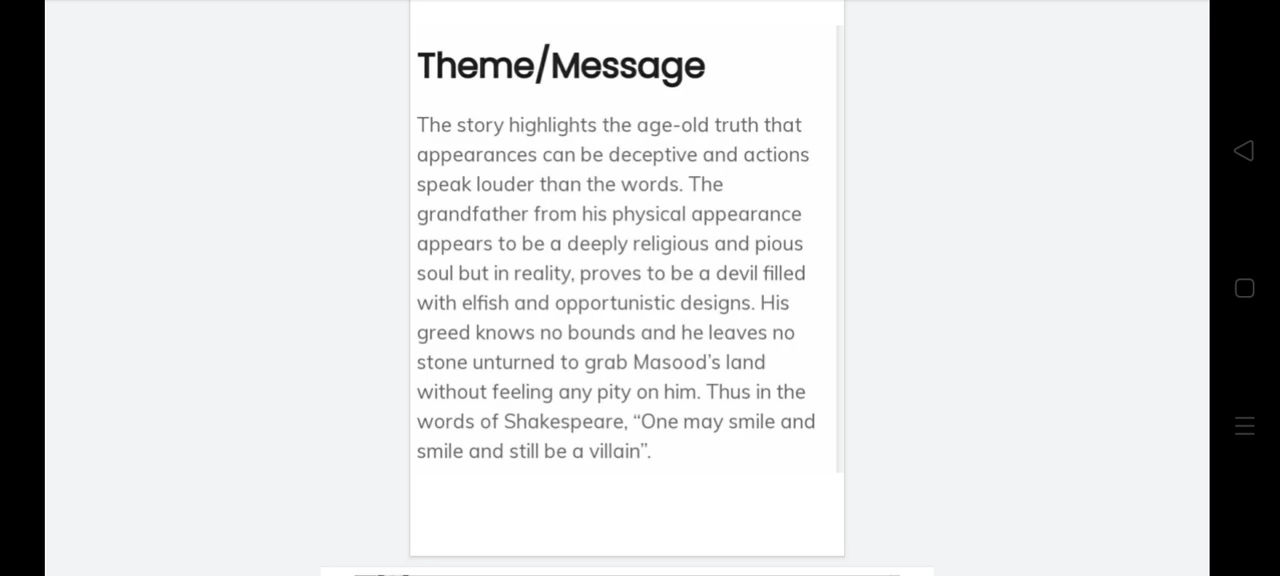 Theme/Message
The story highlights the age-old truth that
appearances can be deceptive and actions
speak louder than the words. The
grandfather from his physical appearance
appears to be a deeply religious and pious
soul but in reality, proves to be a devil filled
with elfish and opportunistic designs. His
greed knows no bounds and he leaves no
stone unturned to grab Masood’s land
without feeling any pity on him. Thus in the
words of Shakespeare, “One may smile and
smile and still be a villain”.